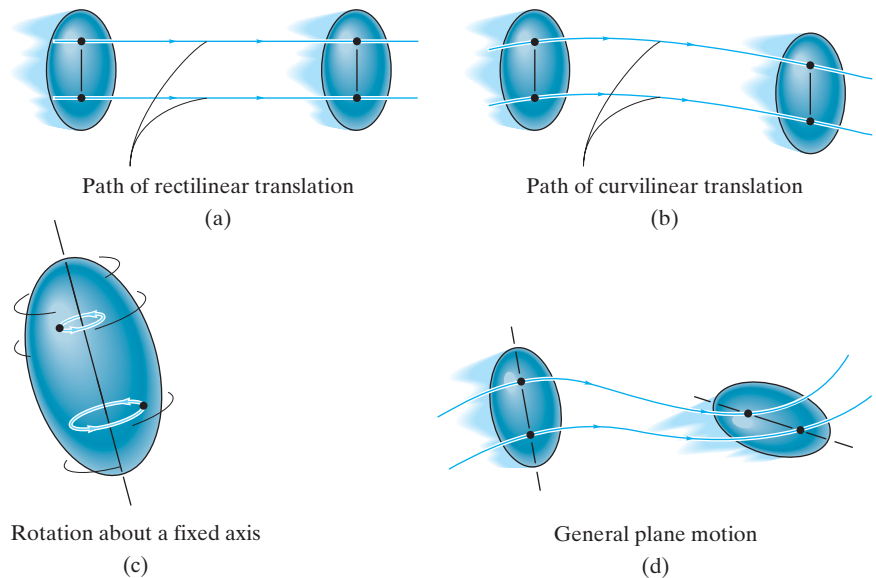 Path of rectilinear translation
(a)
Path of curvilinear translation
(b)
Rotation about a fixed axis
(c)
General plane motion
(d)